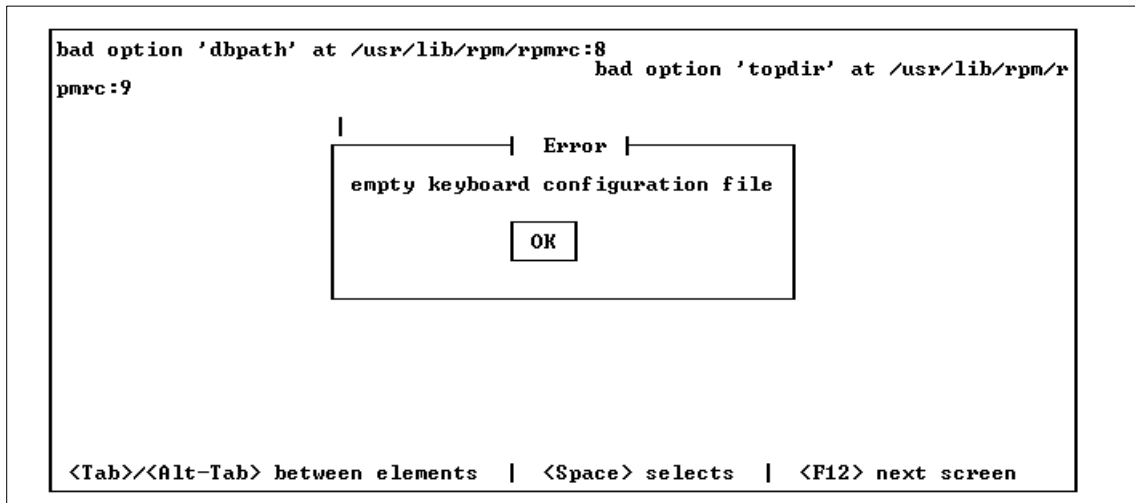 bad option 'dbpath' at /usr/lib/rpm/rpmrc:8
bad option 'topdir' at /usr/lib/rpm/r
pmrc:9
Error
empty keyboard configuration file
OK
<Tab>/<Alt-Tab> between elements | <Space> selects | <F12> next screen